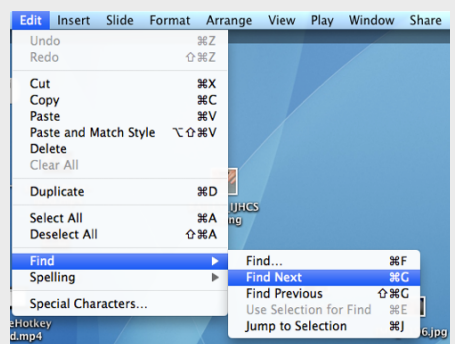 Edit Insert Slide Format Arrange View Play Window Share
Undo ⌘Z
Redo ⇧⌘Z
Cut ⌘X
Copy ⌘C
Paste ⌘V
Paste and Match Style ⌥⇧⌘V
Delete
Clear All
Duplicate ⌘D
Select All ⌘A
Deselect All ⇧⌘A
Find ▶
Spelling ▶
Special Characters...
Find... ⌘F
Find Next ⌘G
Find Previous ⇧⌘G
Use Selection for Find ⌘E
Jump to Selection ⌘J
IJHCS
ng
eHotkey
d.mp4
6.jpg